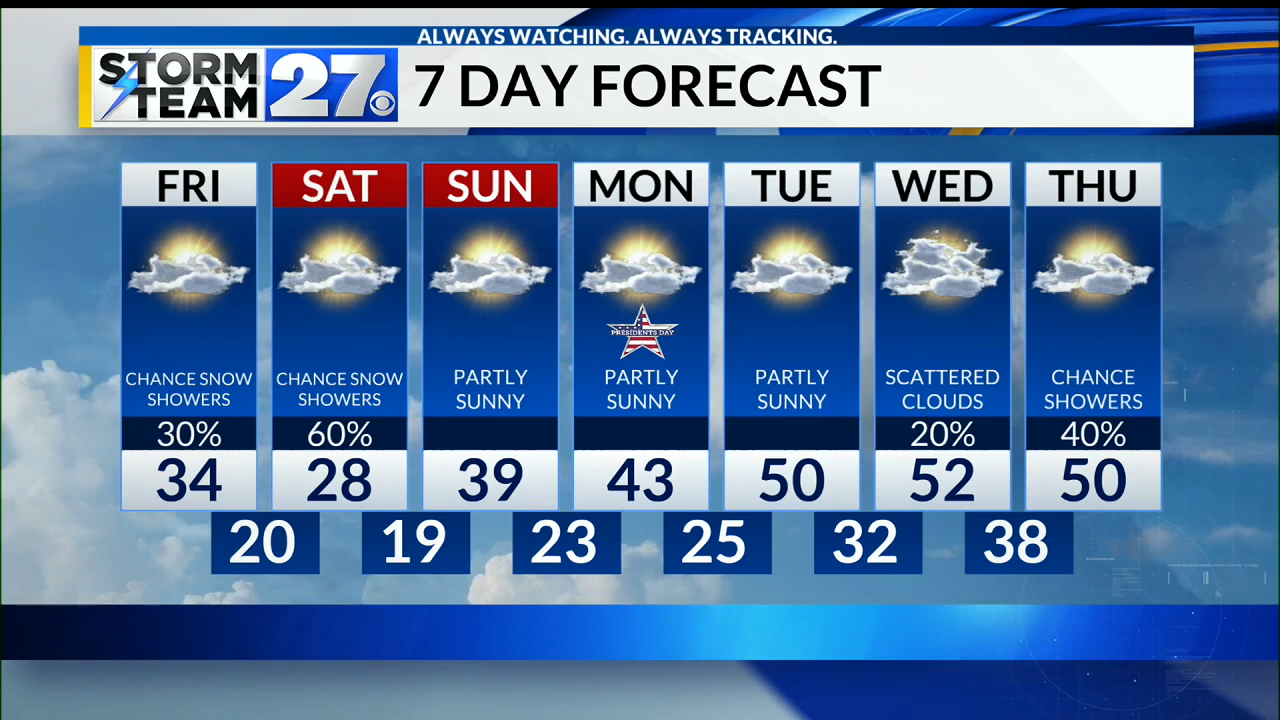 ALWAYS WATCHING. ALWAYS TRACKING.
STORM
TEAM
27
7 DAY FORECAST
FRI SAT SUN MON TUE WED THU
PRESIDENTS DAY
CHANCE SNOW SHOWERS
CHANCE SNOW SHOWERS
PARTLY SUNNY
PARTLY SUNNY
PARTLY SUNNY
SCATTERED CLOUDS
CHANCE SHOWERS
30% 60% 20% 40%
34 28 39 43 50 52 50
20 19 23 25 32 38